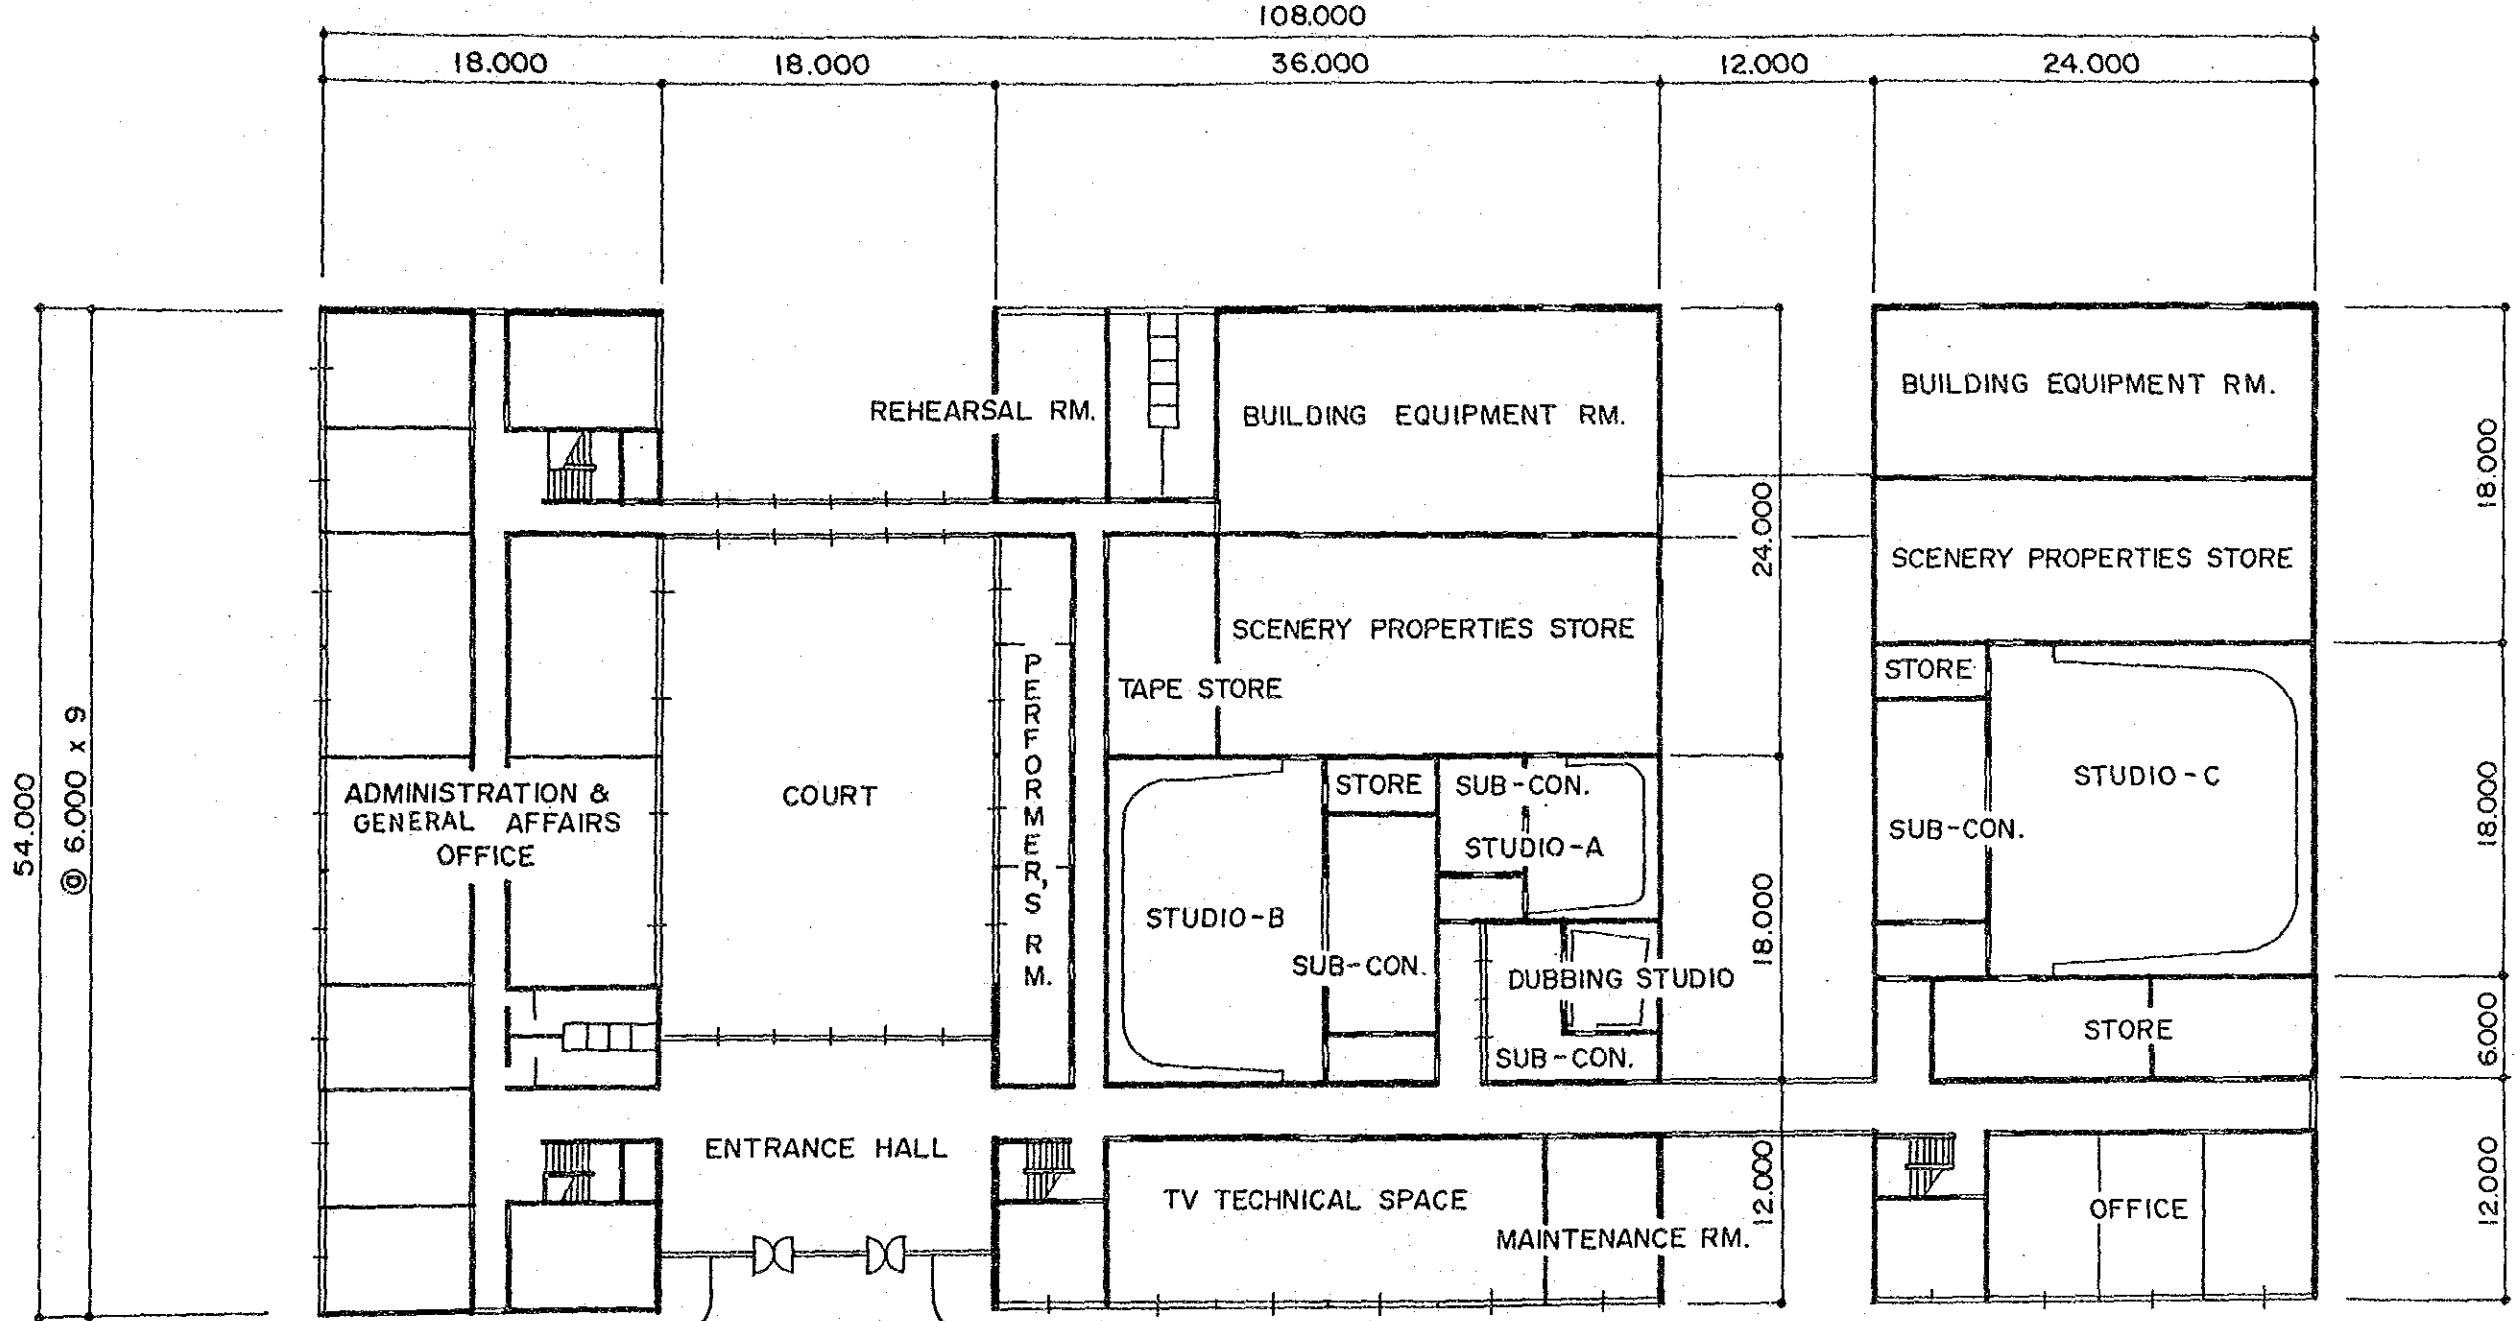 108.000
18.000
18.000
36.000
12.000
24.000
REHEARSAL RM.
BUILDING EQUIPMENT RM.
BUILDING EQUIPMENT RM.
18.000
24.000
SCENERY PROPERTIES STORE
SCENERY PROPERTIES STORE
PERFORMER'S RM.
TAPE STORE
STORE
54.000
@ 6.000 x 9
ADMINISTRATION &
GENERAL AFFAIRS
OFFICE
COURT
STORE
SUB-CON.
STUDIO-A
STUDIO-C
SUB-CON.
18.000
STUDIO-B
SUB-CON.
18.000
DUBBING STUDIO
SUB-CON.
STORE
6.000
ENTRANCE HALL
TV TECHNICAL SPACE
MAINTENANCE RM.
12.000
OFFICE
12.000